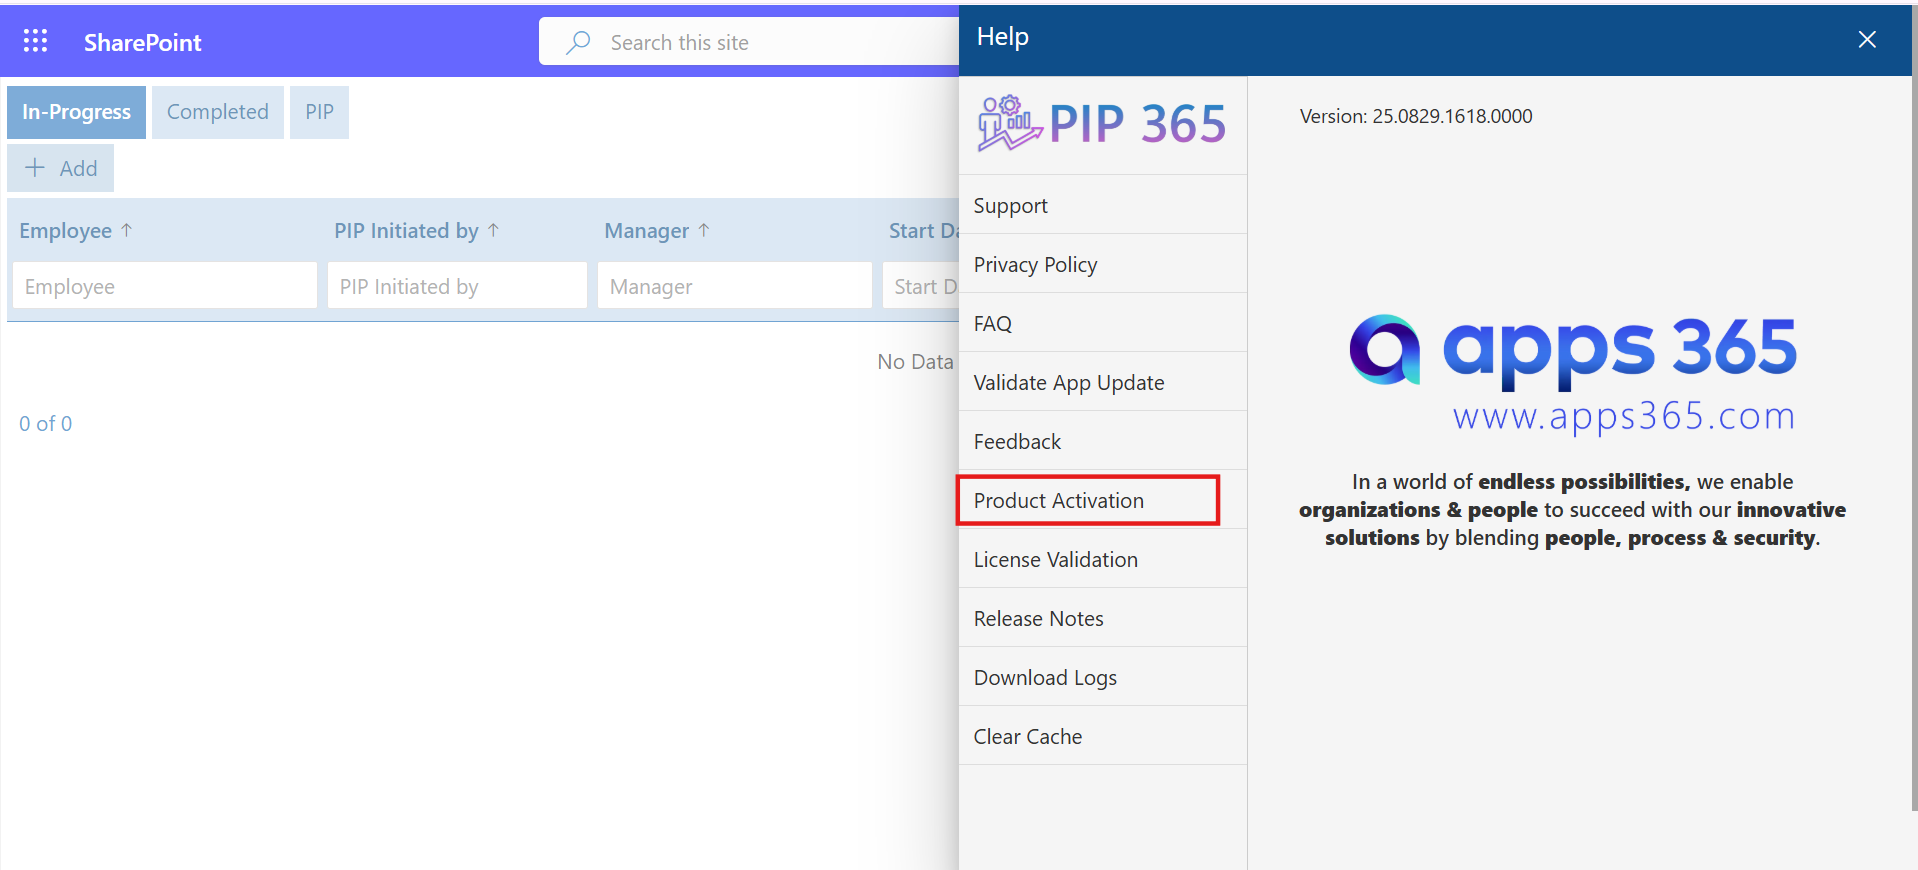 SharePoint
Search this site
In-Progress
Completed
PIP
Add
Employee
PIP Initiated by
Manager
Start Da
Employee
PIP Initiated by
Manager
Start D
No Data
0 of 0
Help
PIP 365
Support
Privacy Policy
FAQ
Validate App Update
Feedback
Product Activation
License Validation
Release Notes
Download Logs
Clear Cache
Version: 25.0829.1618.0000
apps 365
www.apps365.com
In a world of endless possibilities, we enable
organizations & people to succeed with our innovative
solutions by blending people, process & security.